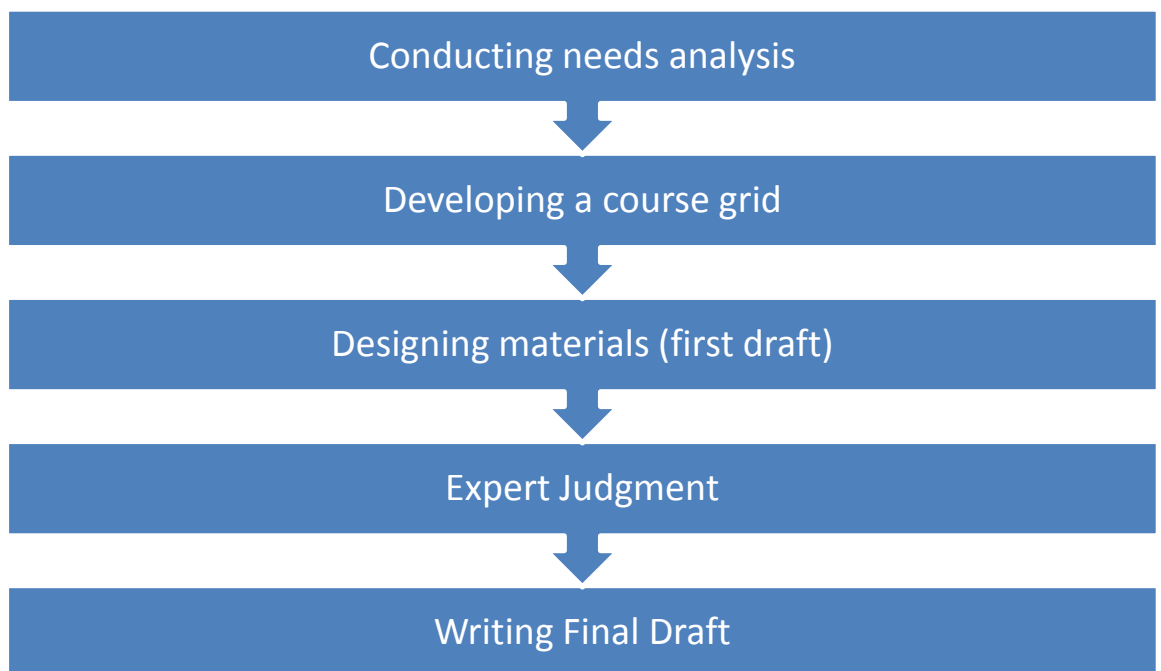 Conducting needs analysis
Developing a course grid
Designing materials (first draft)
Expert Judgment
Writing Final Draft